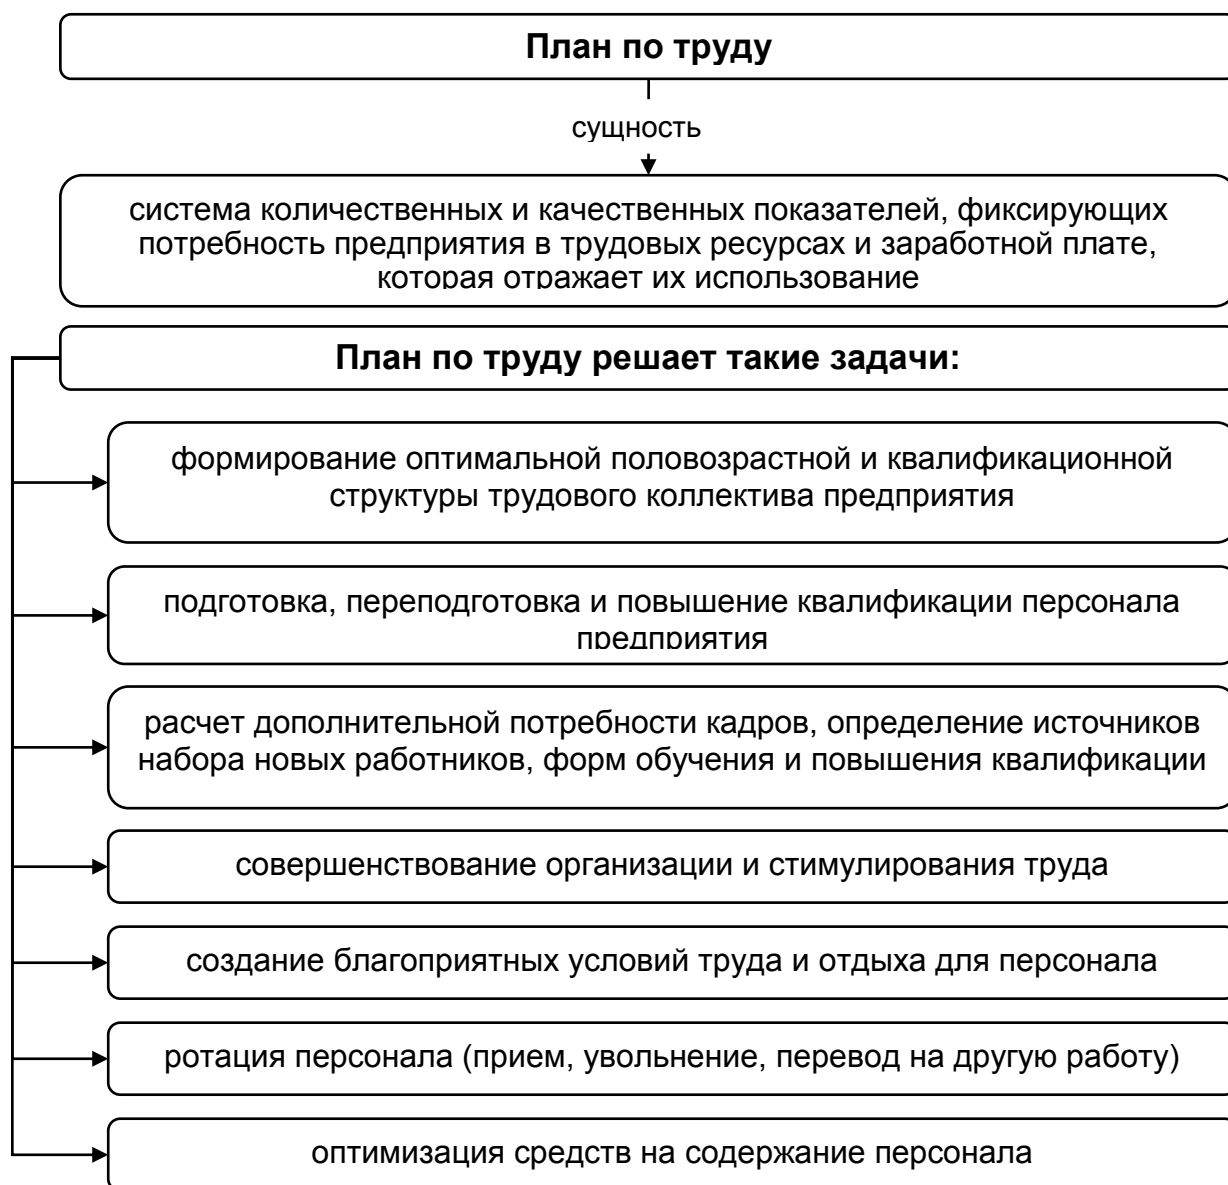 План по труду
сущность
система количественных и качественных показателей, фиксирующих
потребность предприятия в трудовых ресурсах и заработной плате,
которая отражает их использование
План по труду решает такие задачи:
формирование оптимальной половозрастной и квалификационной
структуры трудового коллектива предприятия
подготовка, переподготовка и повышение квалификации персонала
предприятия
расчет дополнительной потребности кадров, определение источников
набора новых работников, форм обучения и повышения квалификации
совершенствование организации и стимулирования труда
создание благоприятных условий труда и отдыха для персонала
ротация персонала (прием, увольнение, перевод на другую работу)
оптимизация средств на содержание персонала